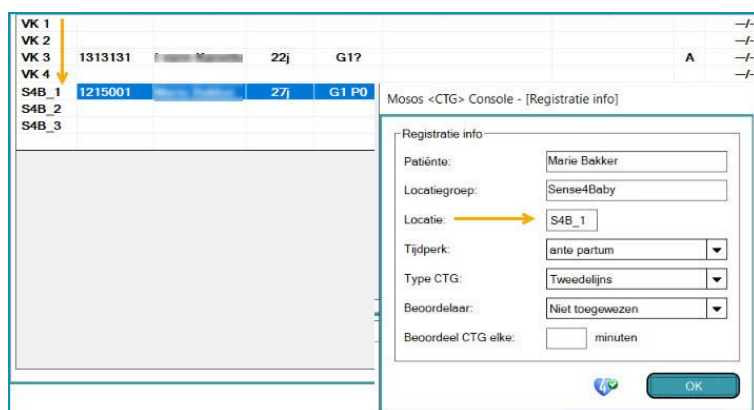 VK 1 --/-
VK 2 --/-
VK 3 1313131 22j G1? A --/-
VK 4 --/-
S4B_1 1215001 27j G1 P0
S4B_2
S4B_3
Mosos <CTG> Console - [Registratie info]
Registratie info
Patiënte: Marie Bakker
Locatiegroep: Sense4Baby
Locatie: S4B_1
Tijdperk: ante partum
Type CTG: Tweedelijns
Beoordelaar: Niet toegewezen
Beoordeel CTG elke: minuten
OK